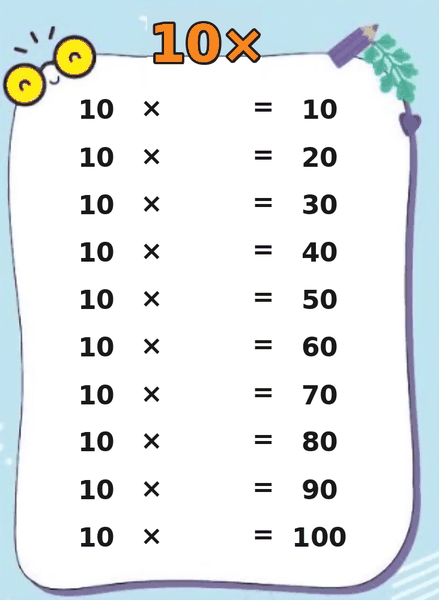 10×
10 × = 10
10 × = 20
10 × = 30
10 × = 40
10 × = 50
10 × = 60
10 × = 70
10 × = 80
10 × = 90
10 × = 100